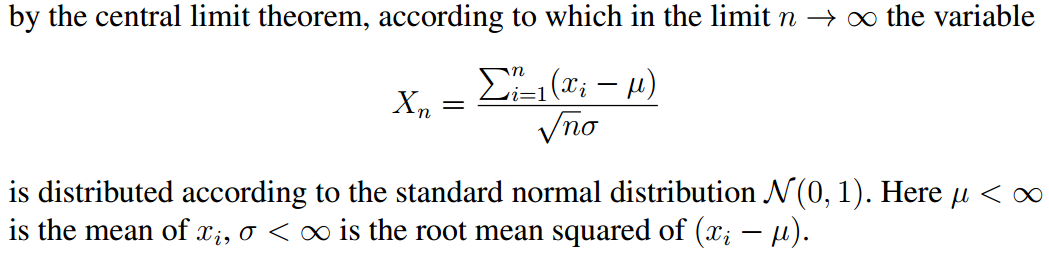 by the central limit theorem, according to which in the limit n → ∞ the variable
X_n = \frac{\sum_{i=1}^{n}(x_i − μ)}{\sqrt{n}σ}
is distributed according to the standard normal distribution 𝒩(0, 1). Here μ < ∞
is the mean of x_i, σ < ∞ is the root mean squared of (x_i − μ).